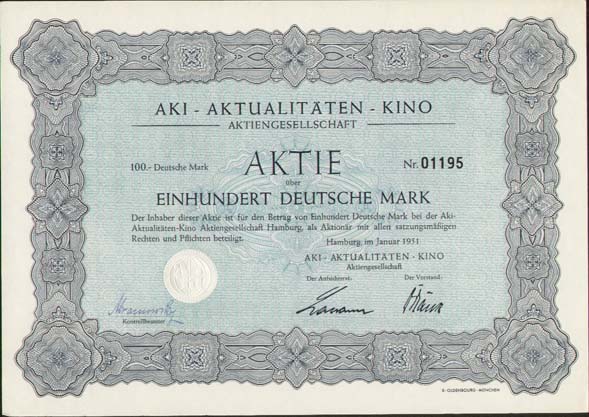 AKI - AKTUALITÄTEN - KINO
AKTIENGESELLSCHAFT
100.- Deutsche Mark AKTIE Nr. 01195
über
EINHUNDERT DEUTSCHE MARK
Der Inhaber dieser Aktie ist für den Betrag von Einhundert Deutsche Mark bei der Aki-
Aktualitäten-Kino Aktiengesellschaft Hamburg, als Aktionär mit allen satzungsmäßigen
Rechten und Pflichten beteiligt.
Hamburg, im Januar 1951
AKI - AKTUALITÄTEN - KINO
Aktiengesellschaft
Der Aufsichtsrat. Der Vorstand.
Kontrollbeamter
R·OLDENBOURG·MÜNCHEN